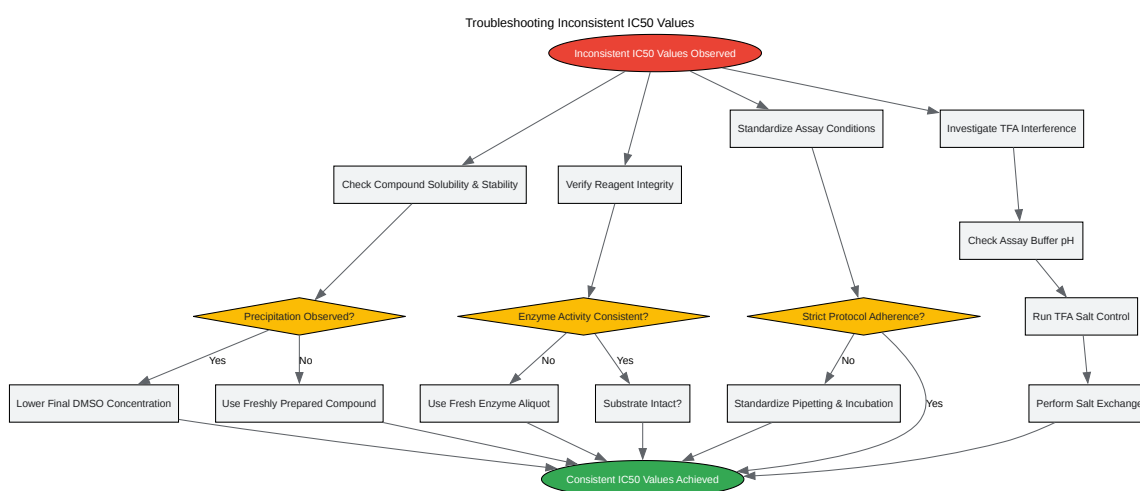 Troubleshooting Inconsistent IC50 Values
Inconsistent IC50 Values Observed
Standardize Assay Conditions
Investigate TFA Interference
Check Compound Solubility & Stability
Verify Reagent Integrity
Check Assay Buffer pH
Precipitation Observed?
Enzyme Activity Consistent?
Strict Protocol Adherence?
Run TFA Salt Control
Yes
No
No
Yes
No
Yes
Lower Final DMSO Concentration
Use Freshly Prepared Compound
Use Fresh Enzyme Aliquot
Substrate Intact?
Standardize Pipetting & Incubation
Perform Salt Exchange
Consistent IC50 Values Achieved